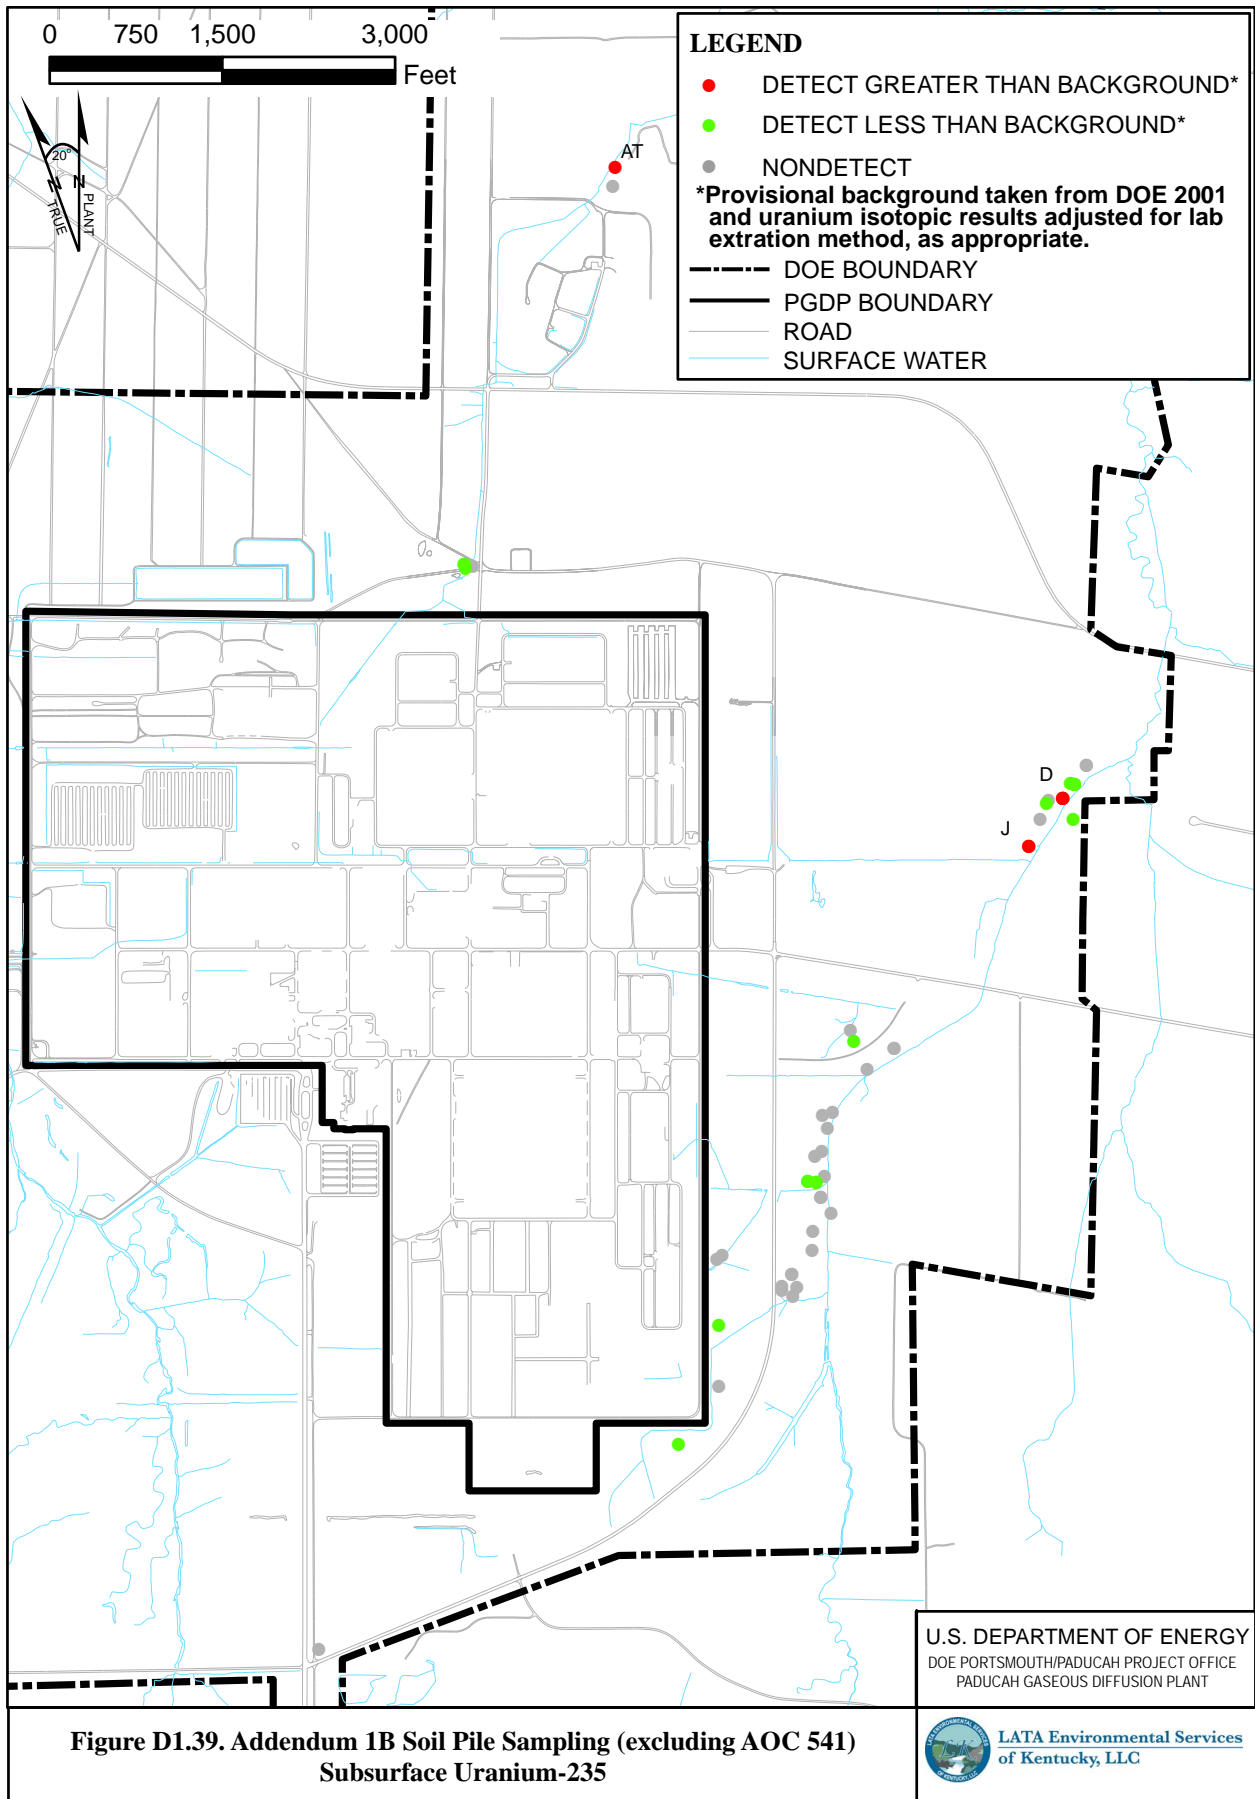 0 750 1,500 3,000
Feet
20°
N
TRUE
N
PLANT
LEGEND
DETECT GREATER THAN BACKGROUND*
DETECT LESS THAN BACKGROUND*
NONDETECT
*Provisional background taken from DOE 2001
and uranium isotopic results adjusted for lab
extration method, as appropriate.
DOE BOUNDARY
PGDP BOUNDARY
ROAD
SURFACE WATER
AT
D
J
U.S. DEPARTMENT OF ENERGY
DOE PORTSMOUTH/PADUCAH PROJECT OFFICE
PADUCAH GASEOUS DIFFUSION PLANT
Figure D1.39. Addendum 1B Soil Pile Sampling (excluding AOC 541)
Subsurface Uranium-235
LATA Environmental Services
of Kentucky, LLC